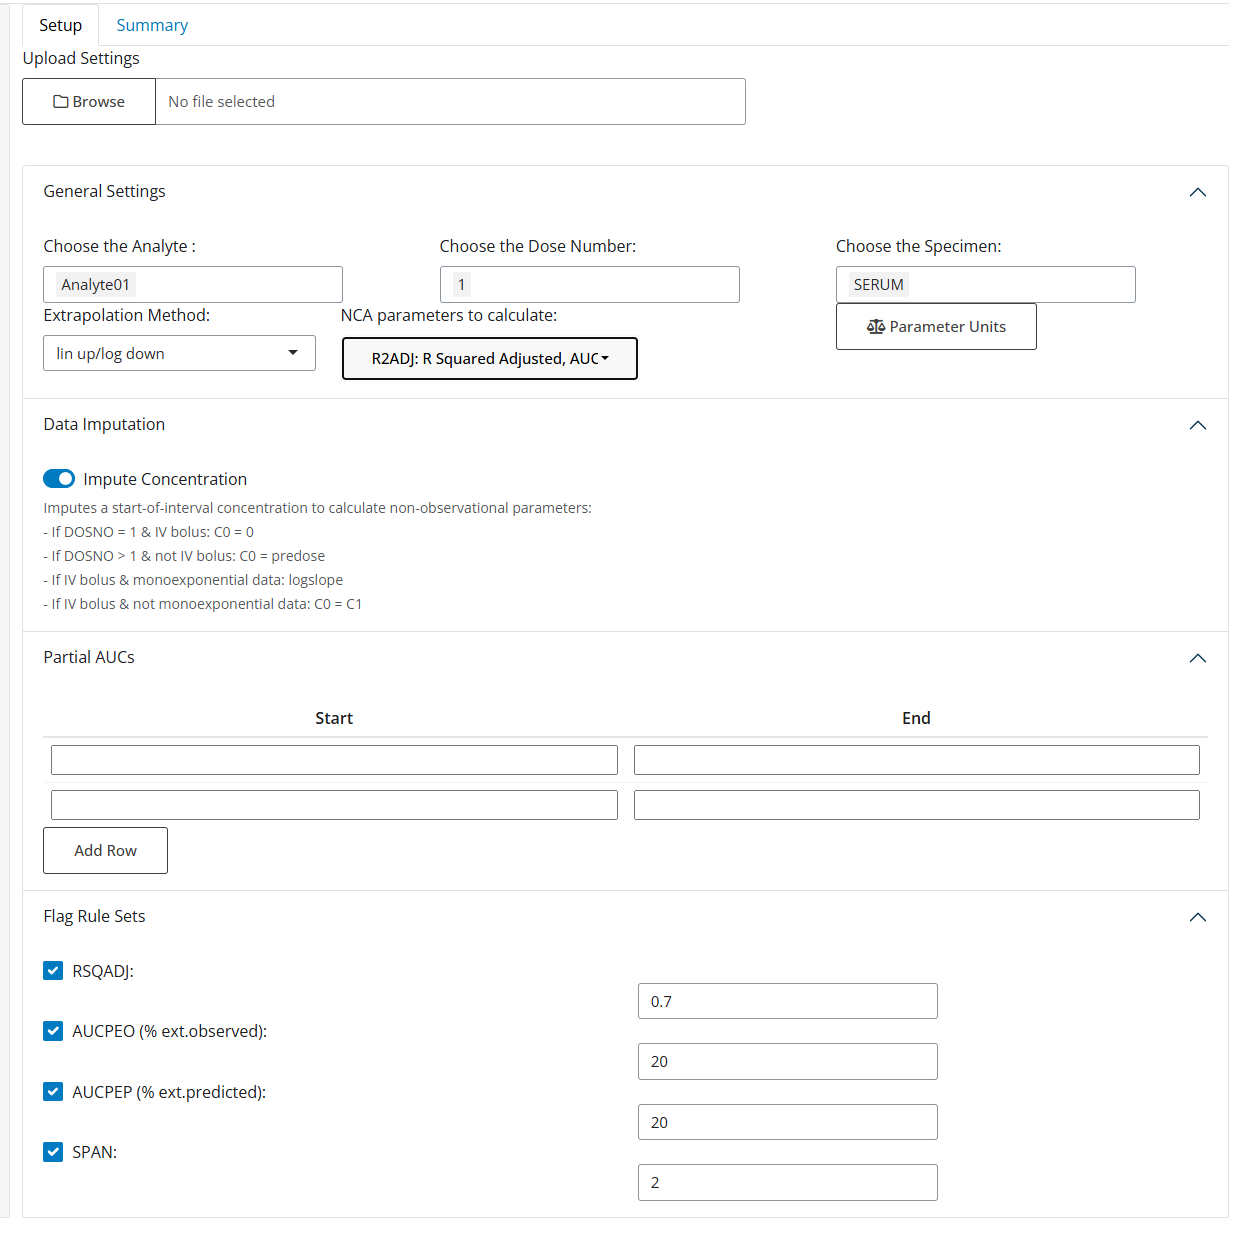 Setup Summary
Upload Settings
Browse No file selected
General Settings
Choose the Analyte : Choose the Dose Number: Choose the Specimen:
Analyte01 1 SERUM
Extrapolation Method: NCA parameters to calculate:
Parameter Units
lin up/log down R2ADJ: R Squared Adjusted, AUC
Data Imputation
Impute Concentration
Imputes a start-of-interval concentration to calculate non-observational parameters:
- If DOSNO = 1 & IV bolus: C0 = 0
- If DOSNO > 1 & not IV bolus: C0 = predose
- If IV bolus & monoexponential data: logslope
- If IV bolus & not monoexponential data: C0 = C1
Partial AUCs
Start End
Add Row
Flag Rule Sets
RSQADJ:
0.7
AUCPEO (% ext.observed):
20
AUCPEP (% ext.predicted):
20
SPAN:
2